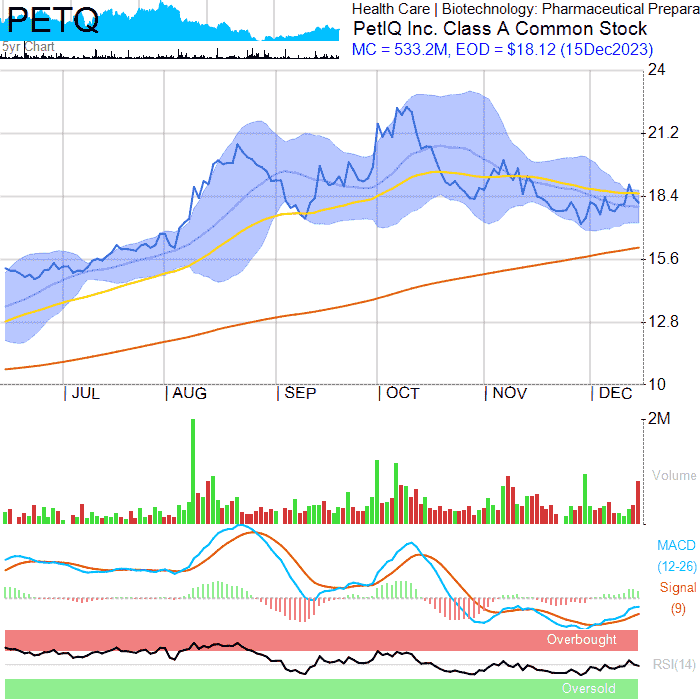 PETQ
5yr Chart
Health Care | Biotechnology: Pharmaceutical Prepara
PetIQ Inc. Class A Common Stock
MC = 533.2M, EOD = $18.12 (15Dec2023)
24
21.2
18.4
15.6
12.8
10
JUL AUG SEP OCT NOV DEC
2M
Volume
MACD
(12-26)
Signal
(9)
Overbought
RSI(14)
Oversold